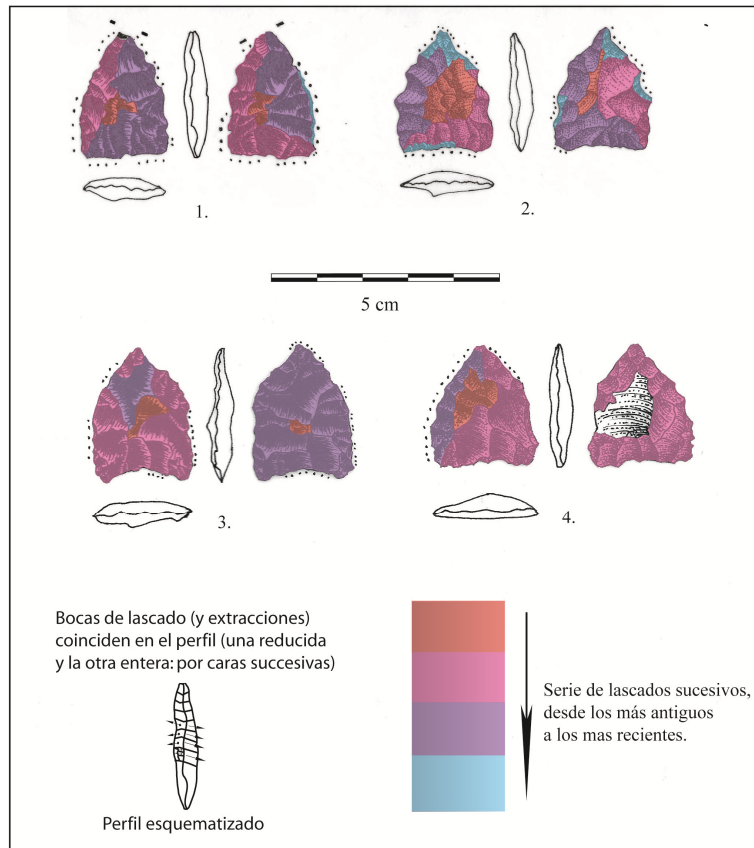 1.
2.
5 cm
3.
4.
Bocas de lascado (y extracciones)
coinciden en el perfil (una reducida
y la otra entera: por caras succesivas)
Perfil esquematizado
Serie de lascados sucesivos,
desde los más antiguos
a los mas recientes.